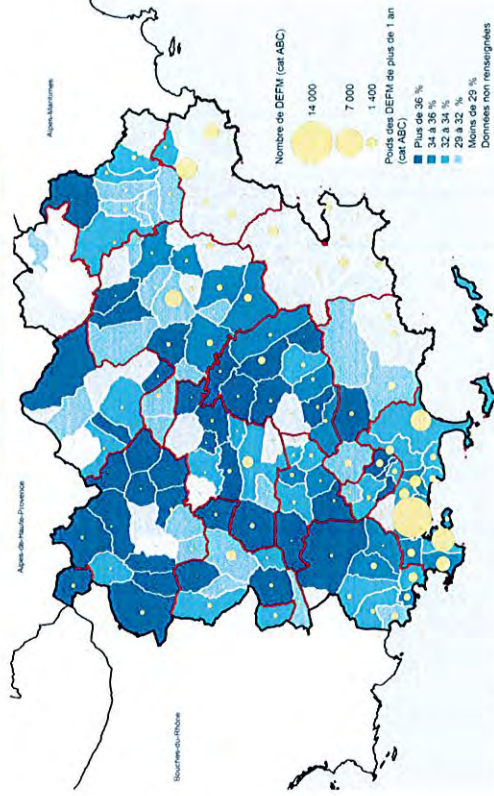 Alpes-de-Haute-Provence
Alpes-Maritimes
Bouches-du-Rhône
Nombre de DEFM (cat ABC)
14 000
7 000
1 400
Poids des DEFM de plus de 1 an
(cat ABC)
Plus de 36 %
34 à 36 %
32 à 34 %
29 à 32 %
Moins de 29 %
Données non renseignées